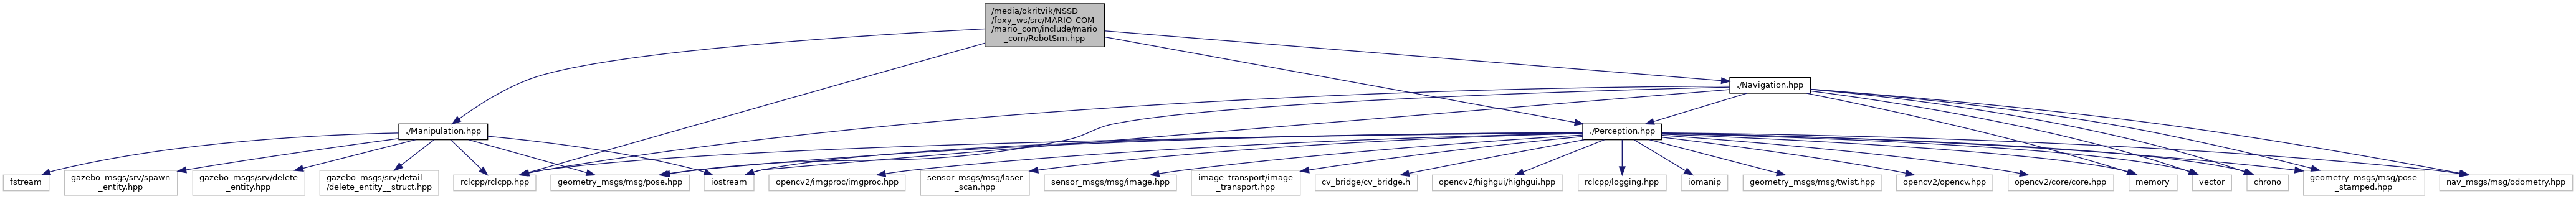 /media/okritvik/NSSD
/foxy_ws/src/MARIO-COM
/mario_com/include/mario
_com/RobotSim.hpp
./Navigation.hpp
./Manipulation.hpp
./Perception.hpp
fstream
gazebo_msgs/srv/spawn
_entity.hpp
gazebo_msgs/srv/delete
_entity.hpp
gazebo_msgs/srv/detail
/delete_entity__struct.hpp
rclcpp/rclcpp.hpp
geometry_msgs/msg/pose.hpp
iostream
opencv2/imgproc/imgproc.hpp
sensor_msgs/msg/laser
_scan.hpp
sensor_msgs/msg/image.hpp
image_transport/image
_transport.hpp
cv_bridge/cv_bridge.h
opencv2/highgui/highgui.hpp
rclcpp/logging.hpp
iomanip
geometry_msgs/msg/twist.hpp
opencv2/opencv.hpp
opencv2/core/core.hpp
memory
vector
chrono
geometry_msgs/msg/pose
_stamped.hpp
nav_msgs/msg/odometry.hpp